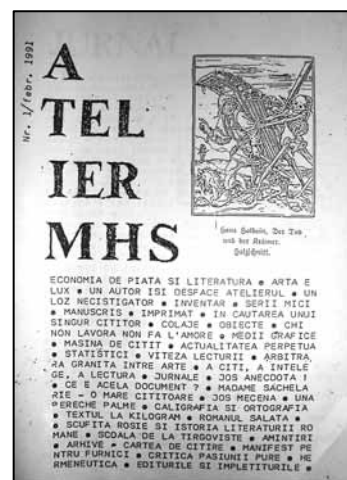 Nr. 1/febr. 1991
A
TEL
IER
MHS
Hans Holbein, Der Tod
und der Krämer.
Holzschnitt.
ECONOMIA DE PIATA SI LITERATURA ● ARTA E
LUX ● UN AUTOR ISI DESFACE ATELIERUL ● UN
LOZ NECISTIGATOR ● INVENTAR ● SERII MICI
● MANUSCRIS ● IMPRIMAT ● IN CAUTAREA UNUI
SINGUR CITITOR ● COLAJE ● OBIECTE ● CHI
NON LAVORA NON FA L'AMORE ● MEDII GRAFICE
● MASINA DE CITIT ● ACTUALITATEA PERPETUA
● STATISTICI ● VITEZA LECTURII ● ARBITRA,
RA GRANITA INTRE ARTE ● A CITI, A INTELE
GE, A LECTURA ● JURNALE ● JOS ANECDOTA !
● CE E ACELA DOCUMENT ? ● MADAME SACHELA
RIE - O MARE CITITOARE ● JOS MECENA ● UNA
PERECHE PALME ● CALIGRAFIA SI ORTOGRAFIA
● TEXTUL LA KILOGRAM ● ROMANUL SALATA ●
● SCUFITA ROSIE SI ISTORIA LITERATURII RO
MANE ● SCOALA DE LA TIRGOVISTE ● AMINTIRI
● ARHIVE ● CARTEA DE CITIRE ● MANIFEST PE
NTRU FURNICI ● CRITICA PASIUNII PURE ● HE
RMENEUTICA ● EDITURILE SI IMPLETITURILE ●